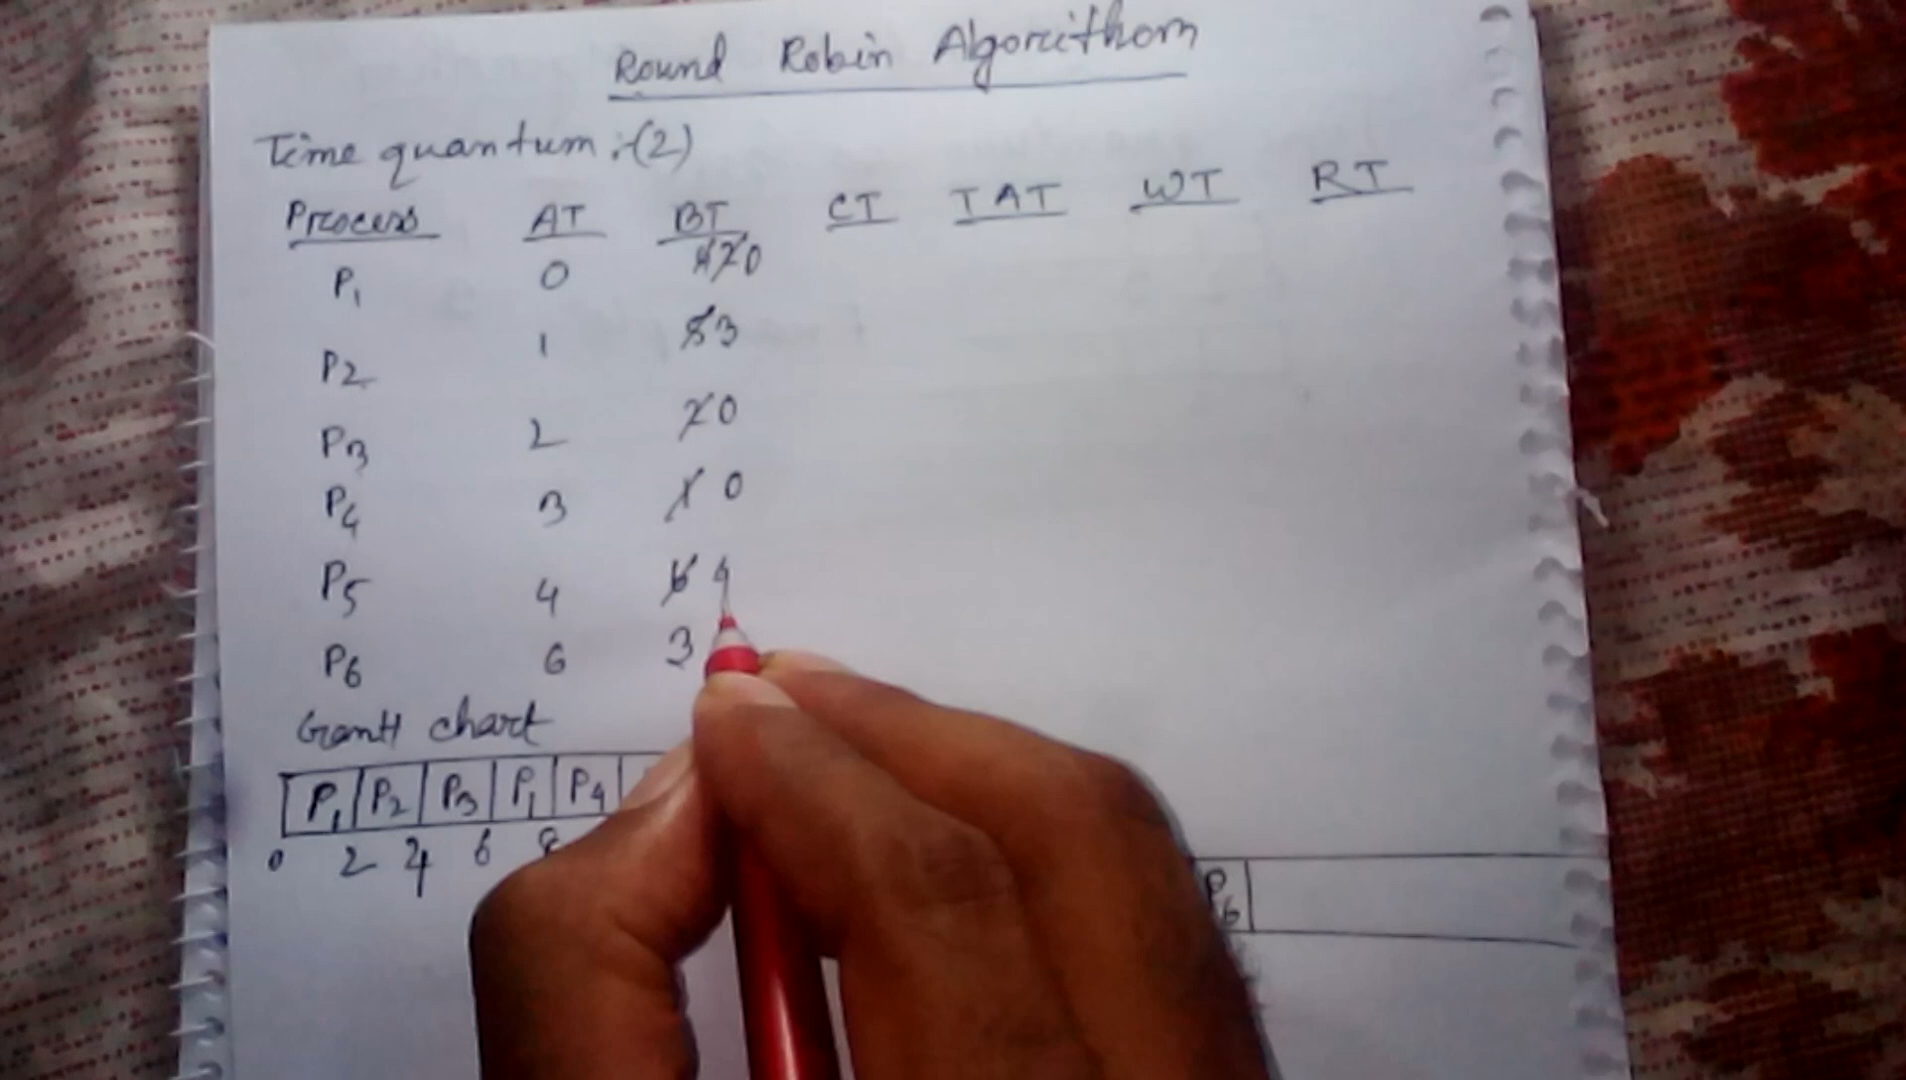 Round Robin Algorithom
Time quantum :-(2)
Process AT BT CT TAT WT RT
P1 0 4 2 0
P2 1 5 3
P3 2 2 0
P4 3 1 0
P5 4 6 4
P6 6 3
Gantt chart
P1 P2 P3 P1 P4
0 2 4 6 8
P6